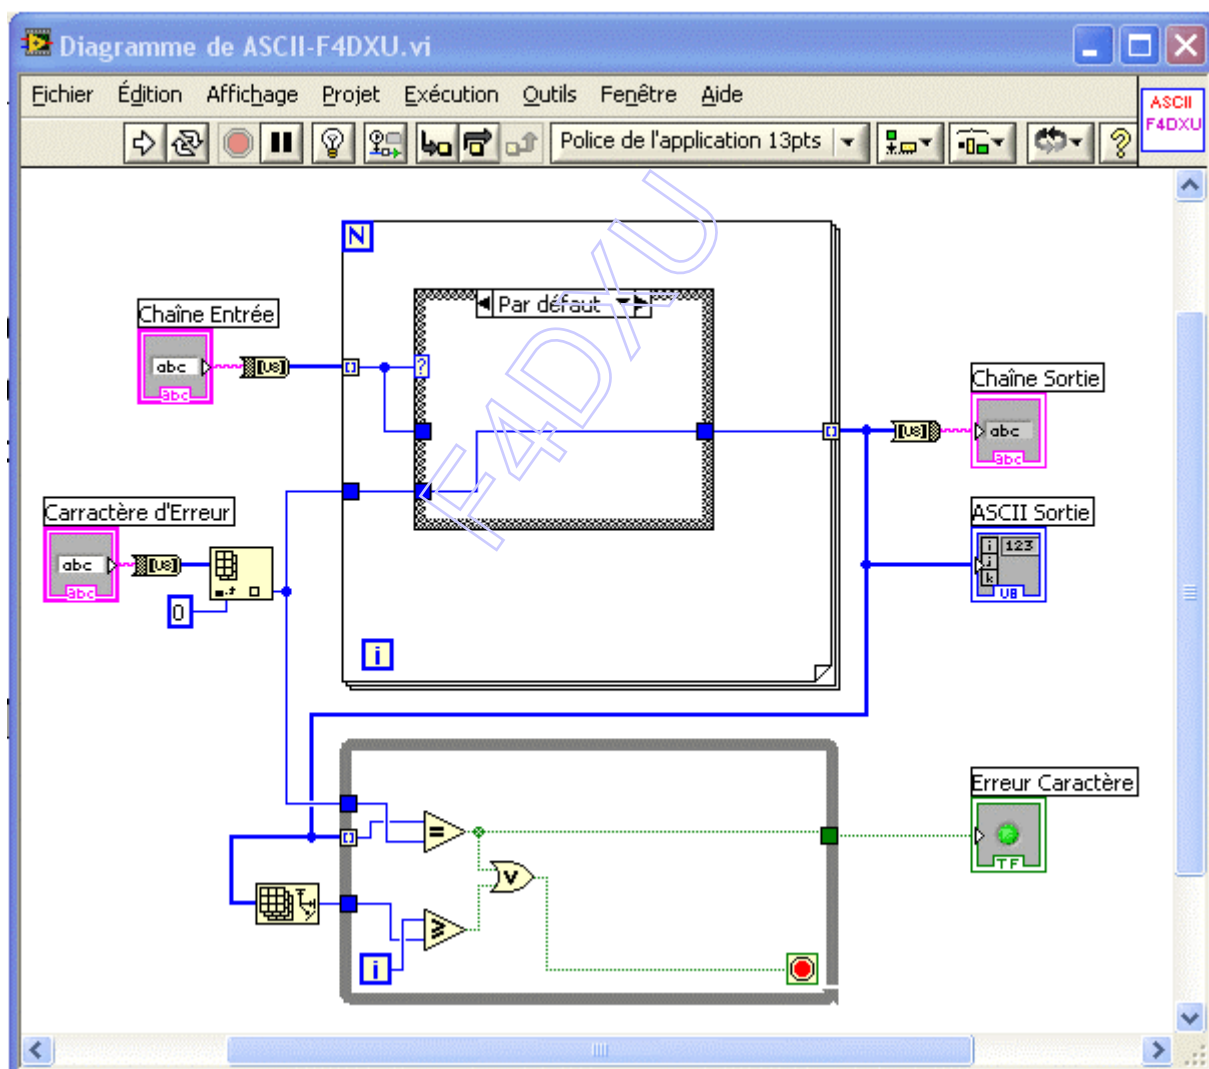 Diagramme de ASCII-F4DXU.vi
Fichier Édition Affichage Projet Exécution Outils Fenêtre Aide
ASCII
F4DXU
Police de l'application 13pts
?
N
Par défaut
Chaîne Entrée
abc
abc
[U8]
?
F4DXU
Chaîne Sortie
[U8]
abc
abc
Carractère d'Erreur
abc
abc
[U8]
0
ASCII Sortie
i 123
j
k
U8
i
Erreur Caractère
TF
=
V
≥
i